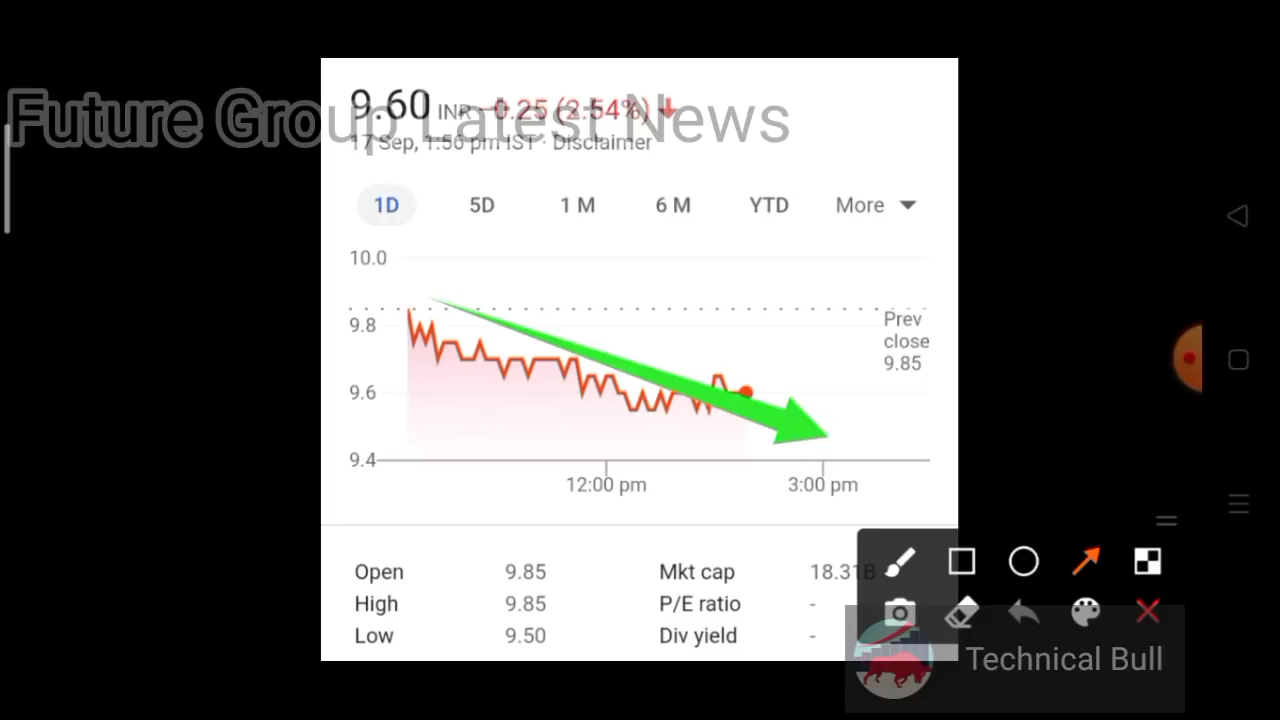 Future Group Latest News
9.60 INR −0.25 (2.54%)
17 Sep, 1:56 pm IST · Disclaimer
1D 5D 1 M 6 M YTD More
10.0
9.8
9.6
9.4
Prev
close
9.85
12:00 pm 3:00 pm
Open 9.85 Mkt cap 18.31B
High 9.85 P/E ratio -
Low 9.50 Div yield -
Technical Bull